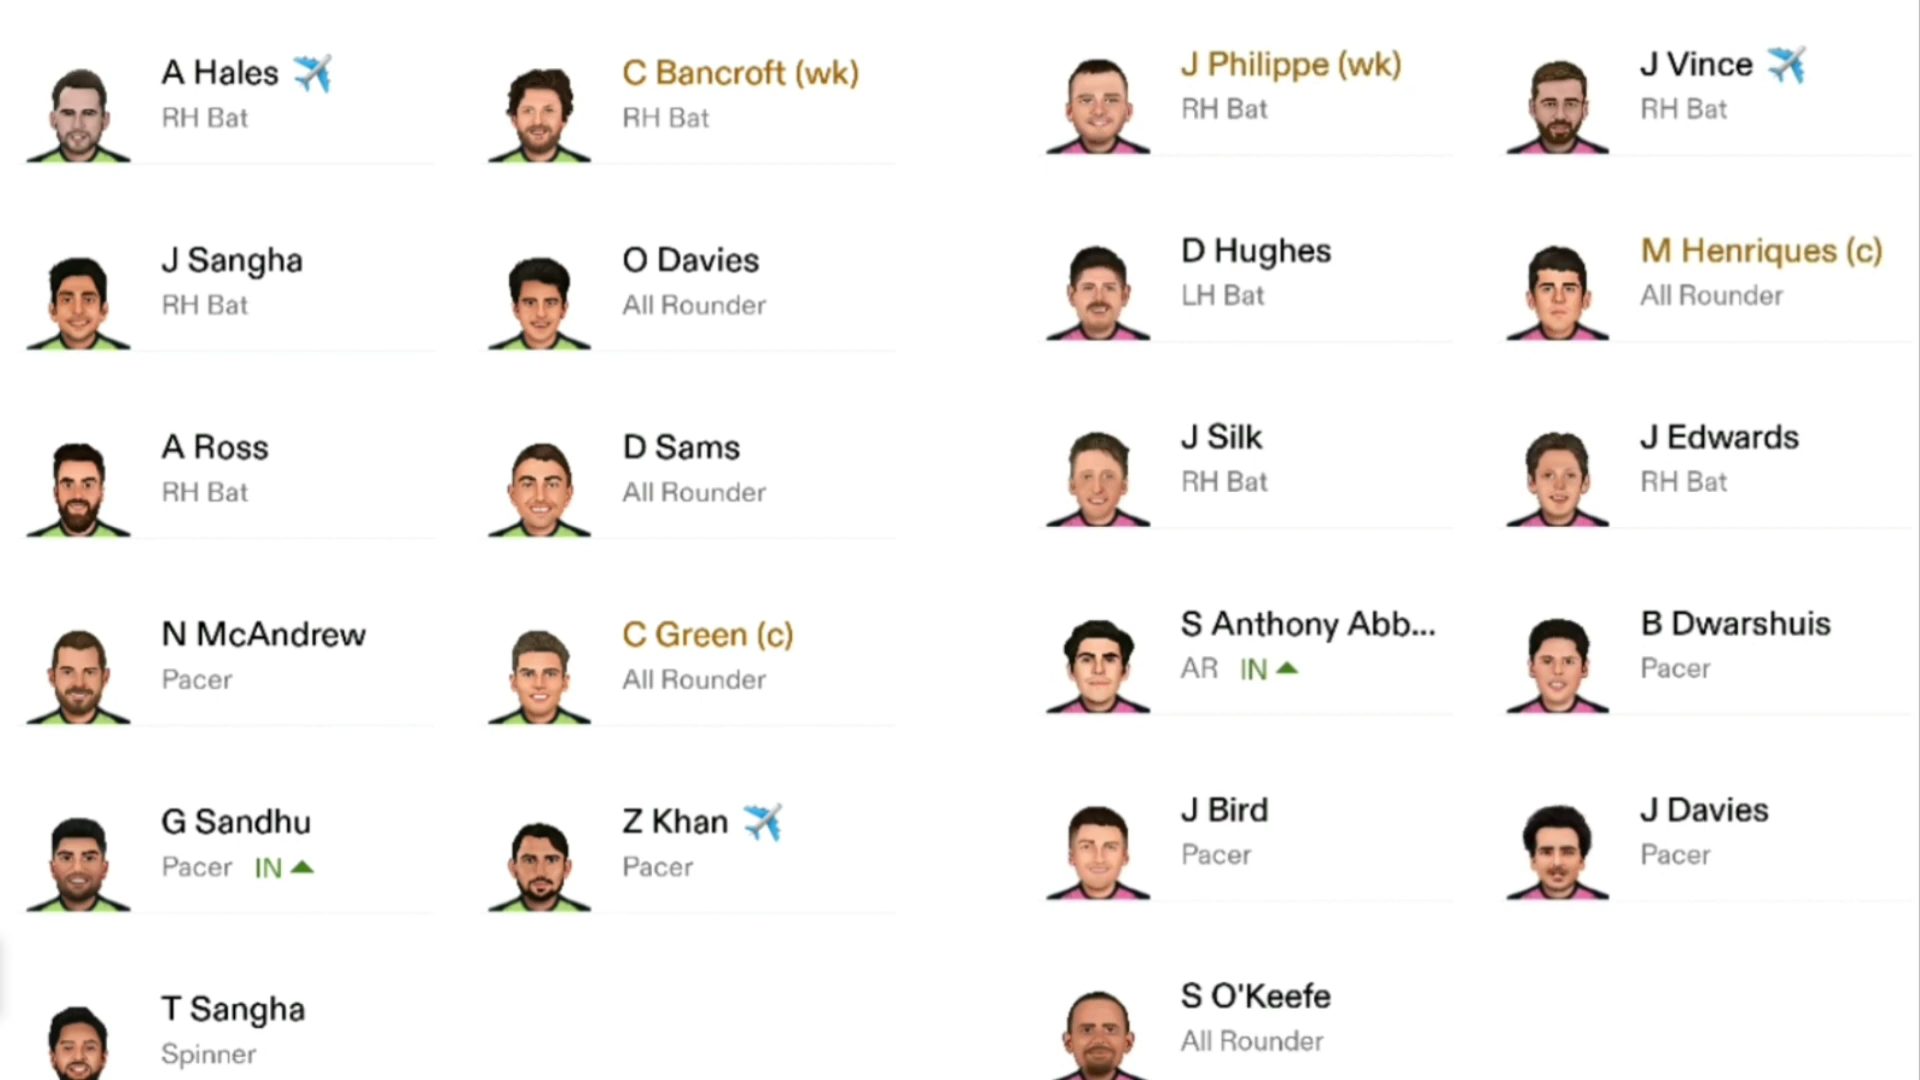 A Hales ✈️
RH Bat
C Bancroft (wk)
RH Bat
J Sangha
RH Bat
O Davies
All Rounder
A Ross
RH Bat
D Sams
All Rounder
N McAndrew
Pacer
C Green (c)
All Rounder
G Sandhu
Pacer IN ▲
Z Khan ✈️
Pacer
T Sangha
Spinner
J Philippe (wk)
RH Bat
J Vince ✈️
RH Bat
D Hughes
LH Bat
M Henriques (c)
All Rounder
J Silk
RH Bat
J Edwards
RH Bat
S Anthony Abb...
AR IN ▲
B Dwarshuis
Pacer
J Bird
Pacer
J Davies
Pacer
S O'Keefe
All Rounder